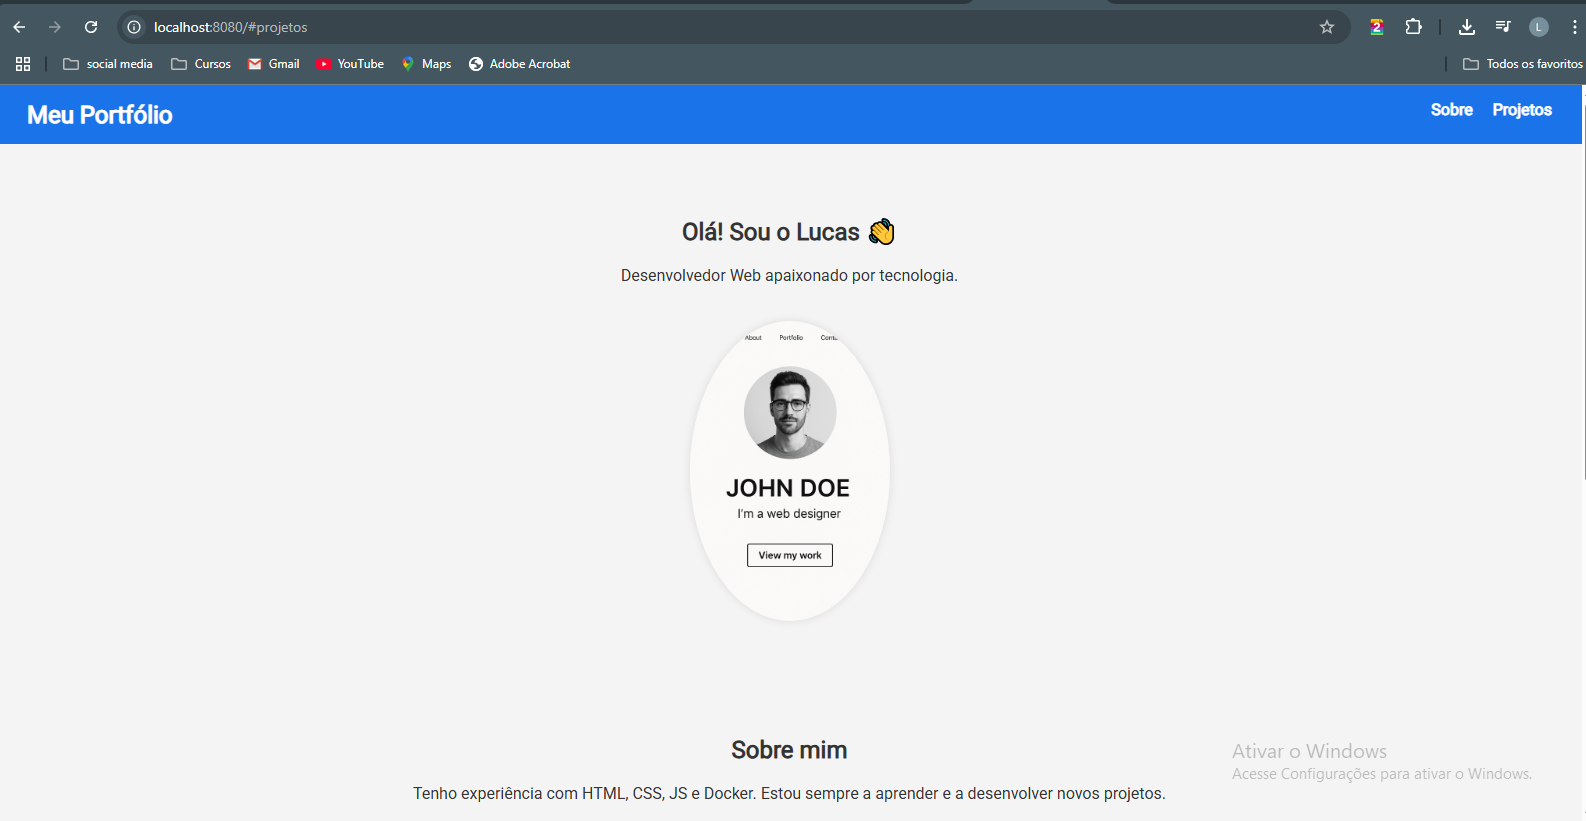 localhost:8080/#projetos
2
L
social media
Cursos
Gmail
YouTube
Maps
Adobe Acrobat
Todos os favoritos
Meu Portfólio
Sobre
Projetos
Olá! Sou o Lucas 👋
Desenvolvedor Web apaixonado por tecnologia.
About
Portfolio
JOHN DOE
I'm a web designer
View my work
Sobre mim
Tenho experiência com HTML, CSS, JS e Docker. Estou sempre a aprender e a desenvolver novos projetos.
Ativar o Windows
Acesse Configurações para ativar o Windows.